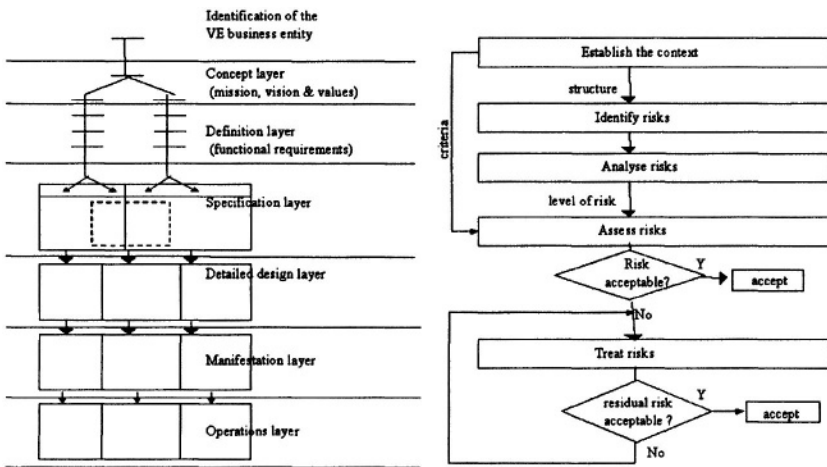 Identification of the
VE business entity
Concept layer
(mission, vision & values)
Definition layer
(functional requirements)
Specification layer
Detailed design layer
Manifestation layer
Operations layer
Establish the context
structure
criteria
Identify risks
Analyse risks
level of risk
Assess risks
Risk
acceptable?
Y
accept
No
Treat risks
residual risk
acceptable ?
Y
accept
No